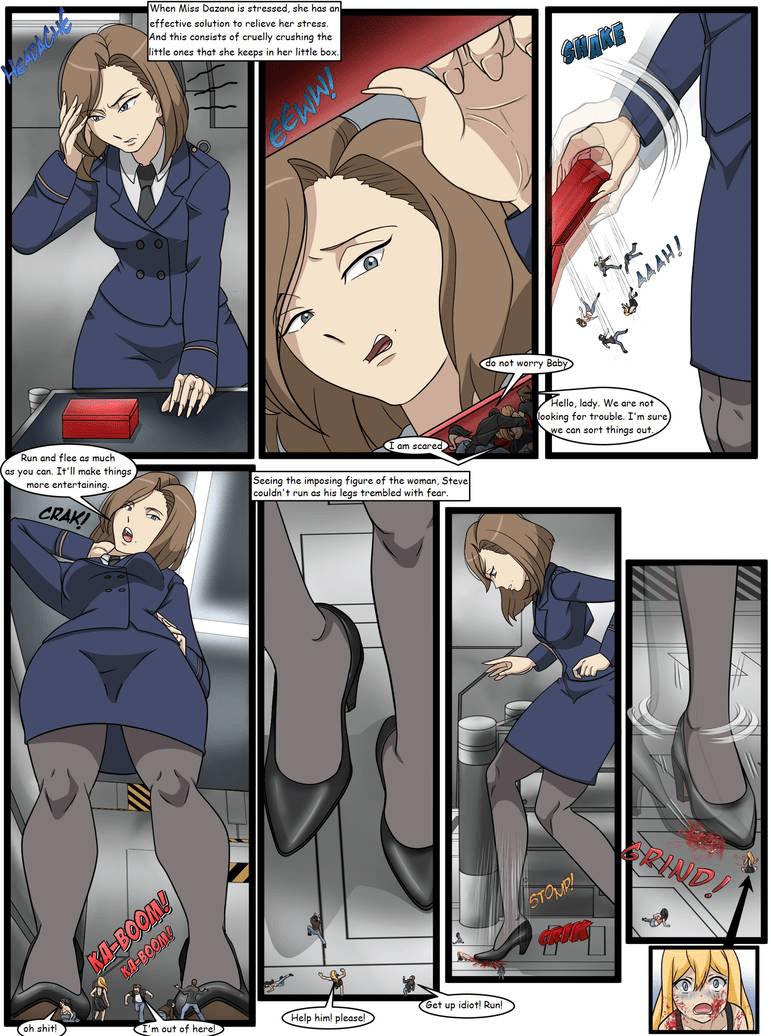 HEADACHE
When Miss Dazana is stressed, she has an
effective solution to relieve her stress.
And this consists of cruelly crushing the
little ones that she keeps in her little box.
EEWW!
do not worry Baby
Hello, lady. We are not
looking for trouble. I'm sure
we can sort things out.
I am scared
SHAKE
AAAH!
Run and flee as much
as you can. It'll make things
more entertaining.
CRAK!
KA-BOOM!
KA-BOOM!
oh shit!
I'm out of here!
Seeing the imposing figure of the woman, Steve
couldn't run as his legs trembled with fear.
Help him! please!
Get up idiot! Run!
STOMP!
CRKK
GRIND!